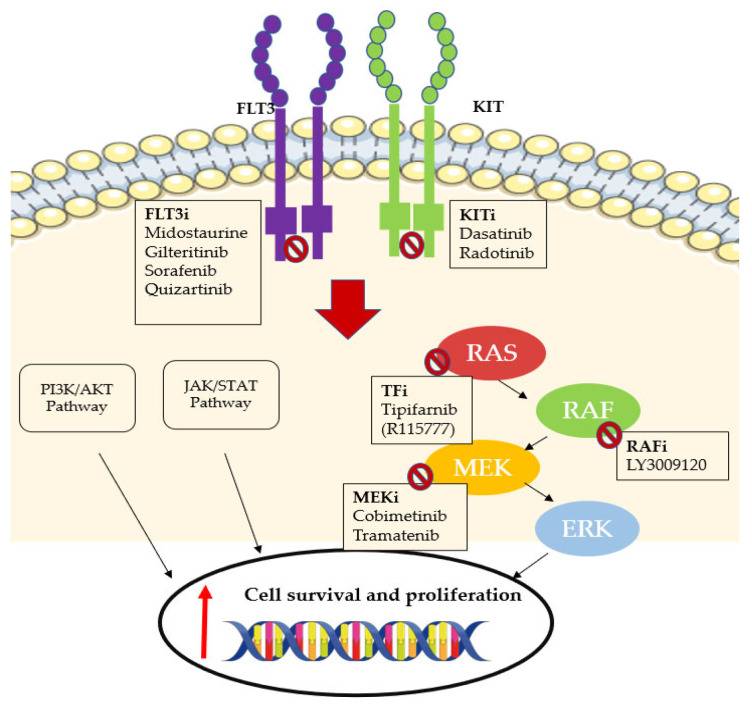 FLT3
KIT
FLT3i
Midostaurine
Gilteritinib
Sorafenib
Quizartinib
KITi
Dasatinib
Radotinib
RAS
PI3K/AKT
Pathway
JAK/STAT
Pathway
TFi
Tipifarnib
(R115777)
RAF
RAFi
LY3009120
MEK
MEKi
Cobimetinib
Tramatenib
ERK
Cell survival and proliferation